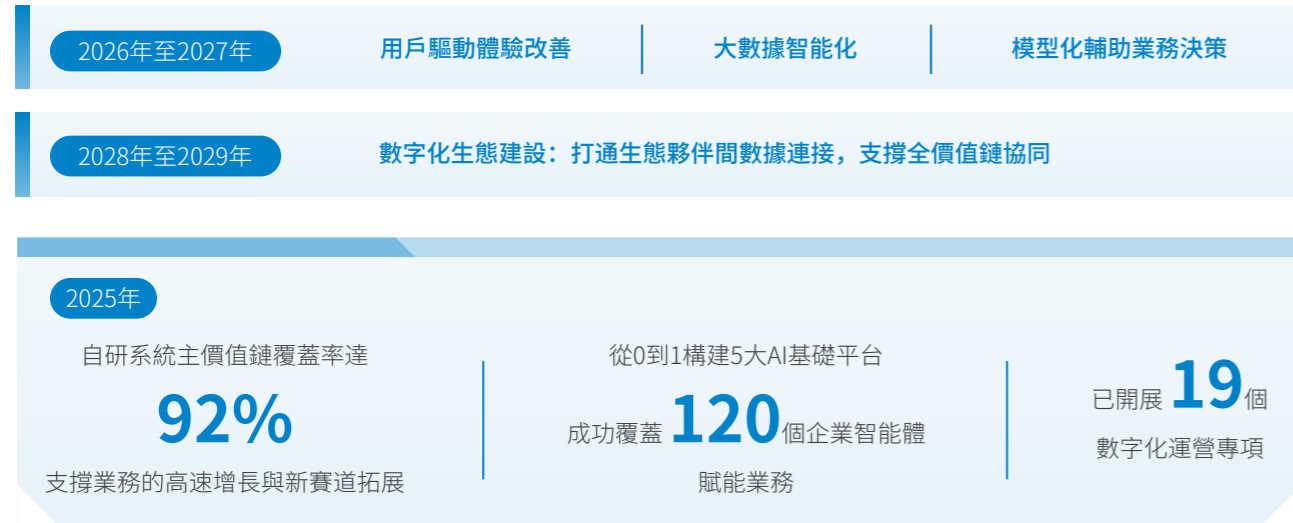 2026年至2027年
用戶驅動體驗改善
大數據智能化
模型化輔助業務決策
2028年至2029年
數字化生態建設：打通生態夥伴間數據連接，支撐全價值鏈協同
2025年
自研系統主價值鏈覆蓋率達
92%
支撐業務的高速增長與新賽道拓展
從0到1構建5大AI基礎平台
成功覆蓋 120個企業智能體
賦能業務
已開展 19個
數字化運營專項